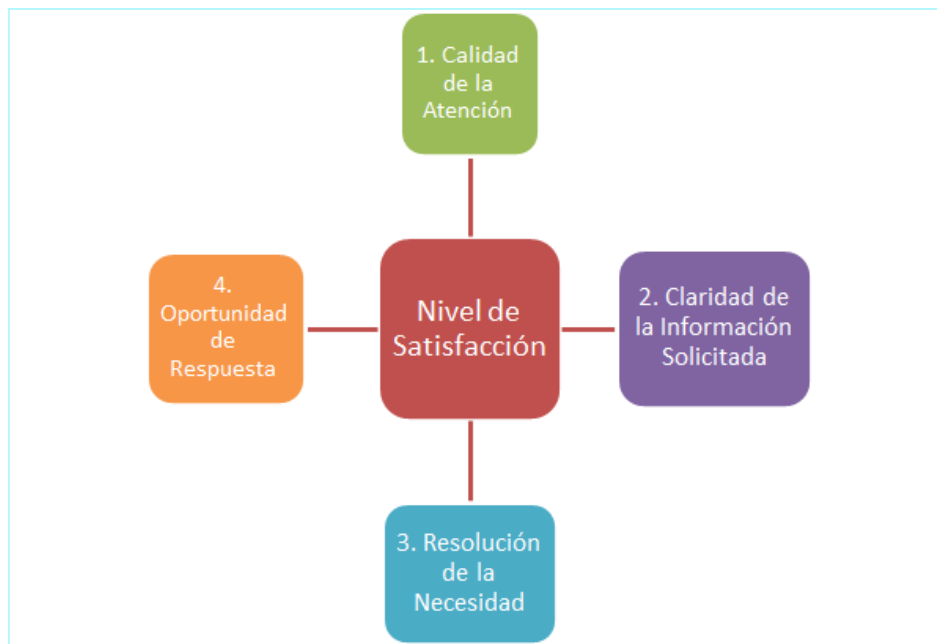 1. Calidad
de la
Atención
4.
Oportunidad
de
Respuesta
Nivel de
Satisfacción
2. Claridad de
la Información
Solicitada
3. Resolución
de la
Necesidad